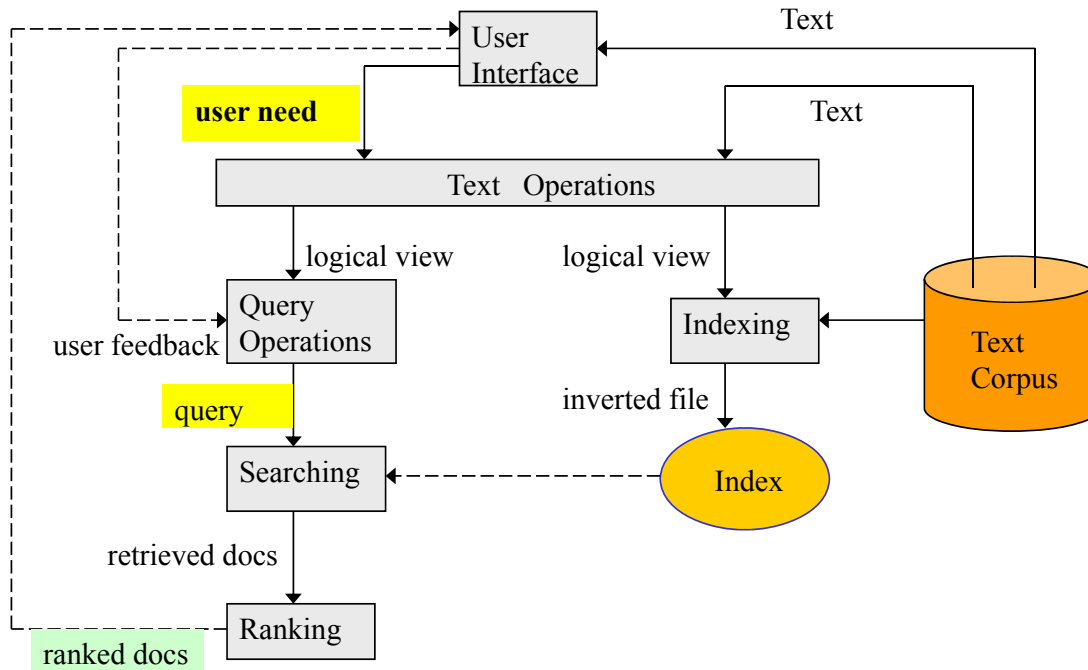 Text
User
Interface
user need
Text
Text Operations
logical view
logical view
Query
Operations
Indexing
user feedback
Text
Corpus
query
inverted file
Searching
Index
retrieved docs
Ranking
ranked docs